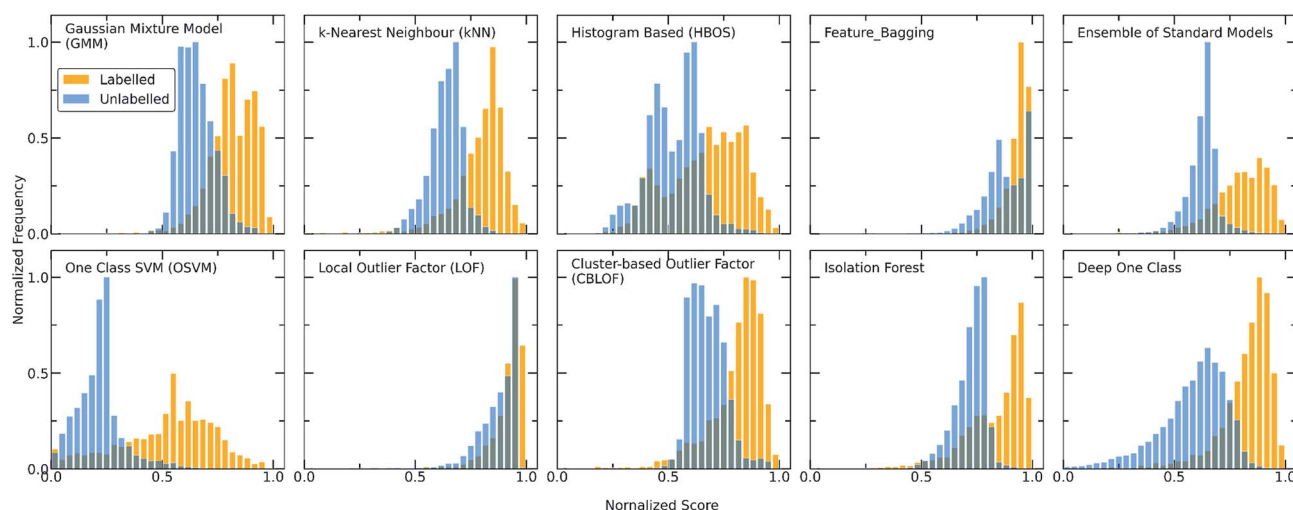 Gaussian Mixture Model
(GMM)
k-Nearest Neighbour (kNN)
Histogram Based (HBOS)
Feature_Bagging
Ensemble of Standard Models
Labelled
Unlabelled
1.0
0.5
0.0
One Class SVM (OSVM)
Local Outlier Factor (LOF)
Cluster-based Outlier Factor
(CBLOF)
Isolation Forest
Deep One Class
1.0
0.5
0.0
0.0 0.5 1.0
0.0 0.5 1.0
0.0 0.5 1.0
0.0 0.5 1.0
0.0 0.5 1.0
Normalized Frequency
Nornalized Score